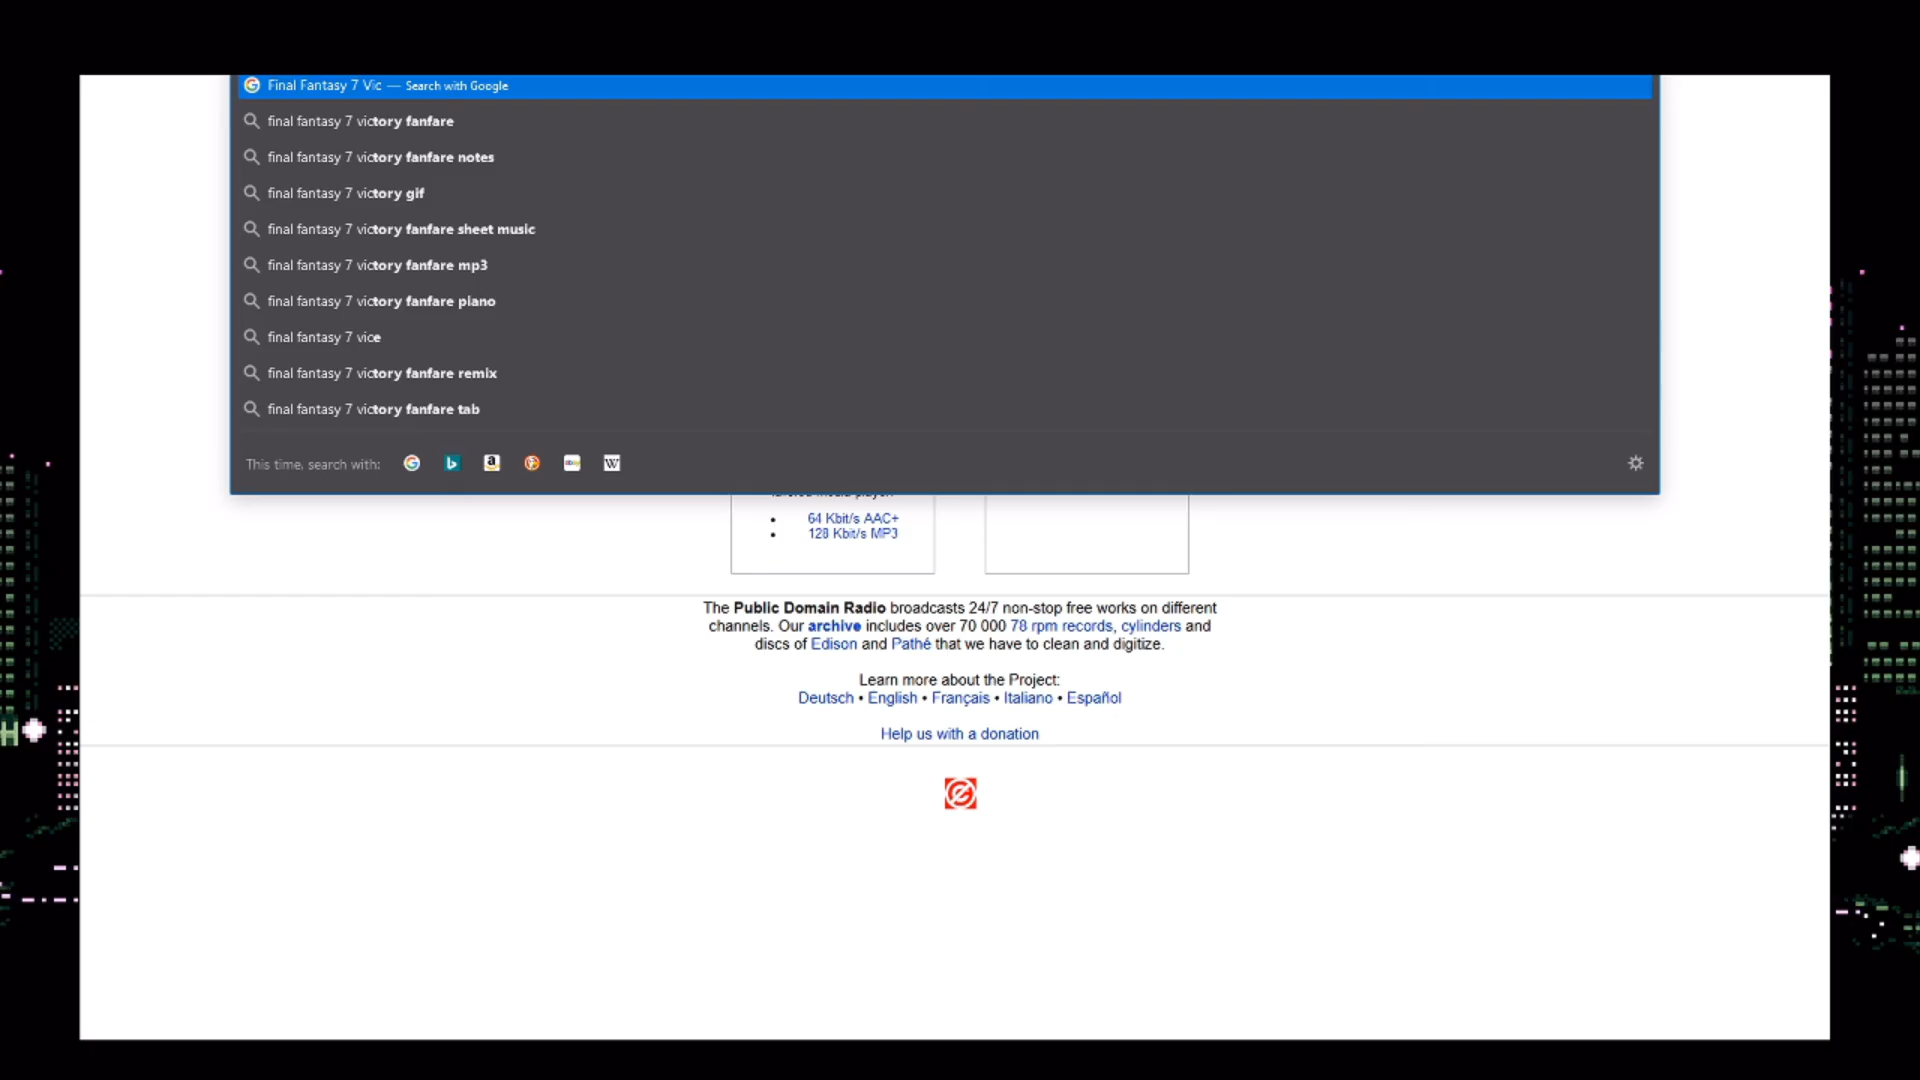 Final Fantasy 7 Vic — Search with Google
final fantasy 7 victory fanfare
final fantasy 7 victory fanfare notes
final fantasy 7 victory gif
final fantasy 7 victory fanfare sheet music
final fantasy 7 victory fanfare mp3
final fantasy 7 victory fanfare piano
final fantasy 7 vice
final fantasy 7 victory fanfare remix
final fantasy 7 victory fanfare tab
This time, search with:
64 Kbit/s AAC+
128 Kbit/s MP3
The Public Domain Radio broadcasts 24/7 non-stop free works on different
channels. Our archive includes over 70 000 78 rpm records, cylinders and
discs of Edison and Pathé that we have to clean and digitize.
Learn more about the Project:
Deutsch • English • Français • Italiano • Español
Help us with a donation